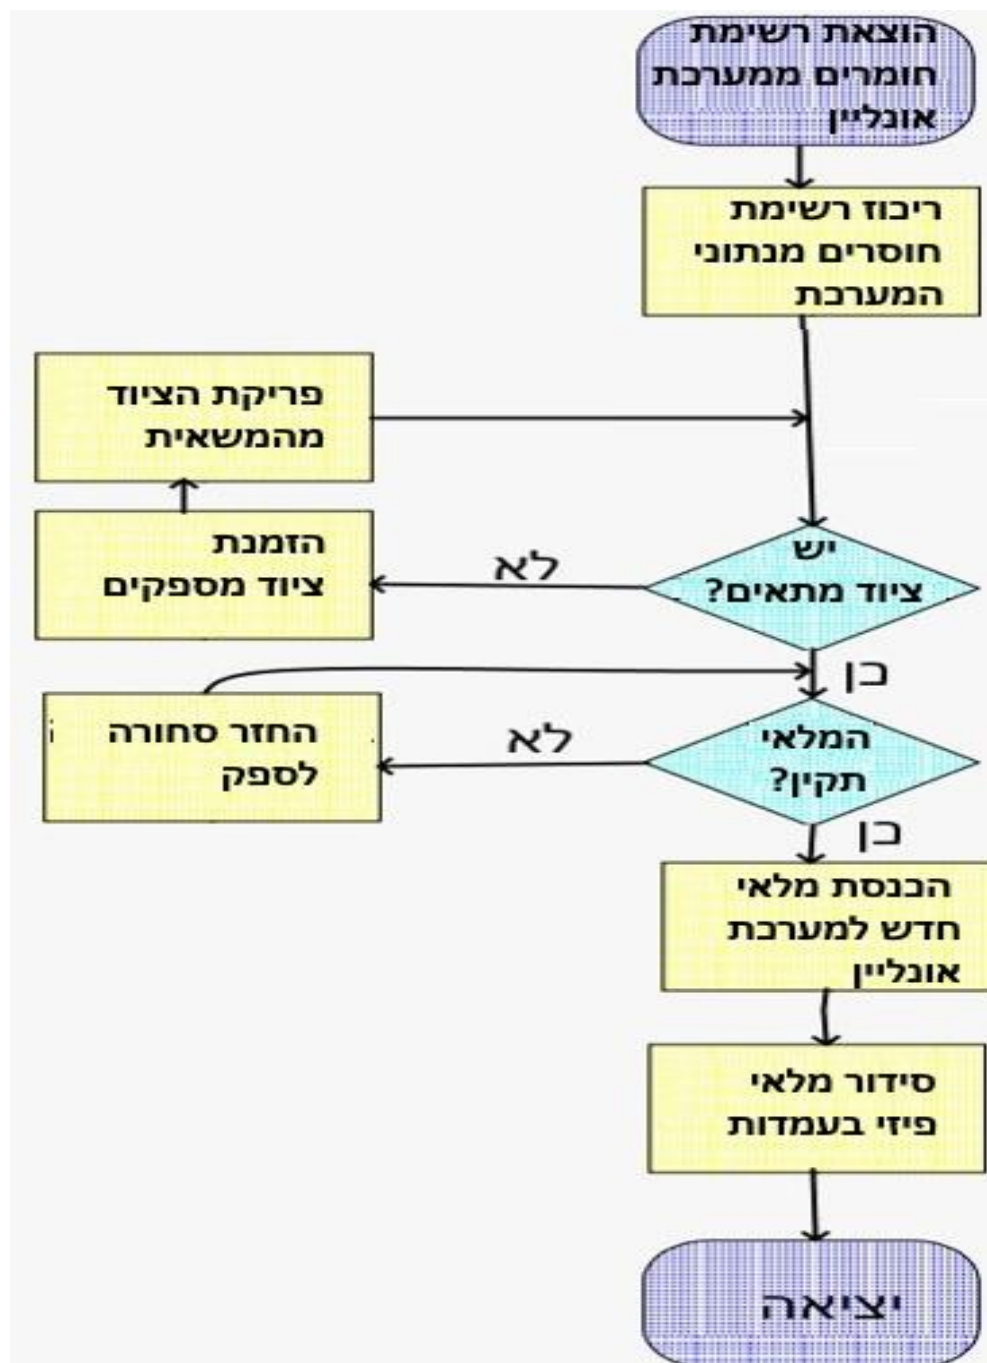 הוצאת רשימת
חומרים ממערכת
אונליין
ריכוז רשימת
חוסרים מנתוני
המערכת
פריקת הציוד
מהמשאית
הזמנת
ציוד מספקים
לא
יש
ציוד מתאים?
כן
החזר סחורה
לספק
לא
המלאי
תקין?
כן
הכנסת מלאי
חדש למערכת
אונליין
סידור מלאי
פיזי בעמדות
יציאה